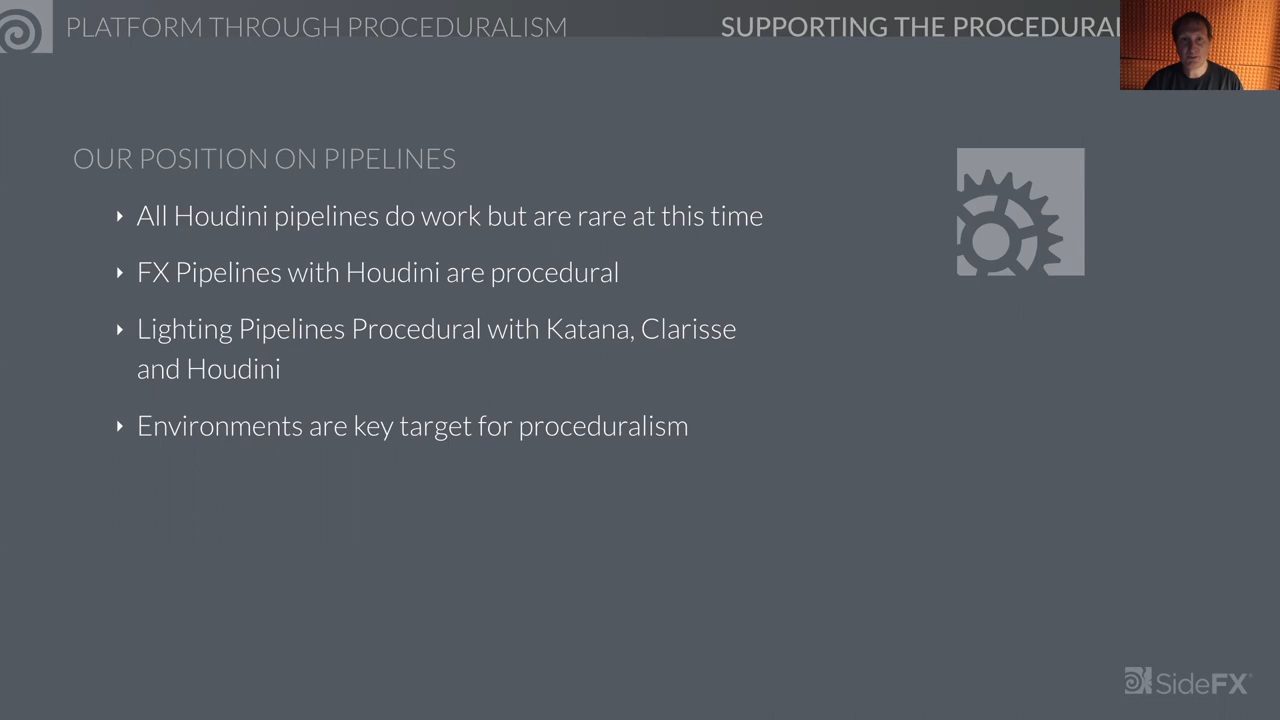 PLATFORM THROUGH PROCEDURALISM
SUPPORTING THE PROCEDURAL
OUR POSITION ON PIPELINES
All Houdini pipelines do work but are rare at this time
FX Pipelines with Houdini are procedural
Lighting Pipelines Procedural with Katana, Clarisse
and Houdini
Environments are key target for proceduralism
SideFX